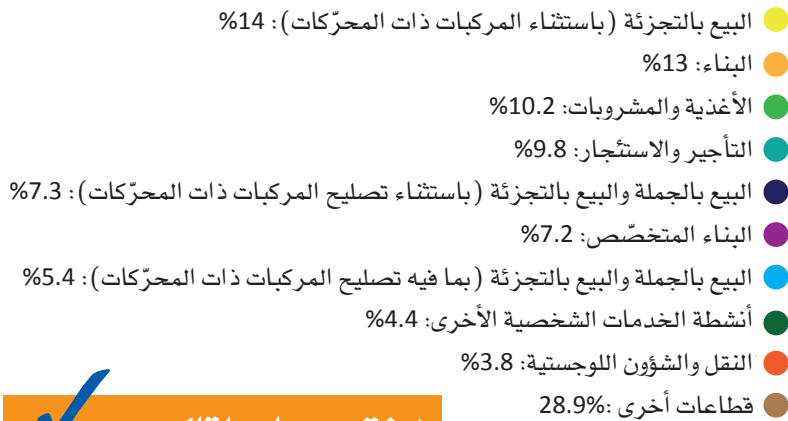 البيع بالتجزئة (باستثناء المركبات ذات المحرّكات): 14%
البناء: 13%
الأغذية والمشروبات: 10.2%
التأجير والاستئجار: 9.8%
البيع بالجملة والبيع بالتجزئة (باستثناء تصليح المركبات ذات المحرّكات): 7.3%
البناء المتخصّص: 7.2%
البيع بالجملة والبيع بالتجزئة (بما فيه تصليح المركبات ذات المحرّكات): 5.4%
أنشطة الخدمات الشخصية الأخرى: 4.4%
النقل والشؤون اللوجستية: 3.8%
قطاعات أخرى :28.9%